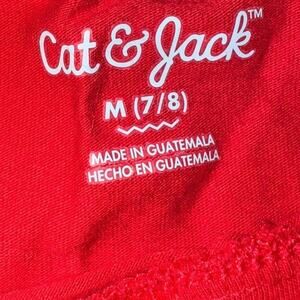 Cat & Jack™
M (7/8)
MADE IN GUATEMALA
HECHO EN GUATEMALA